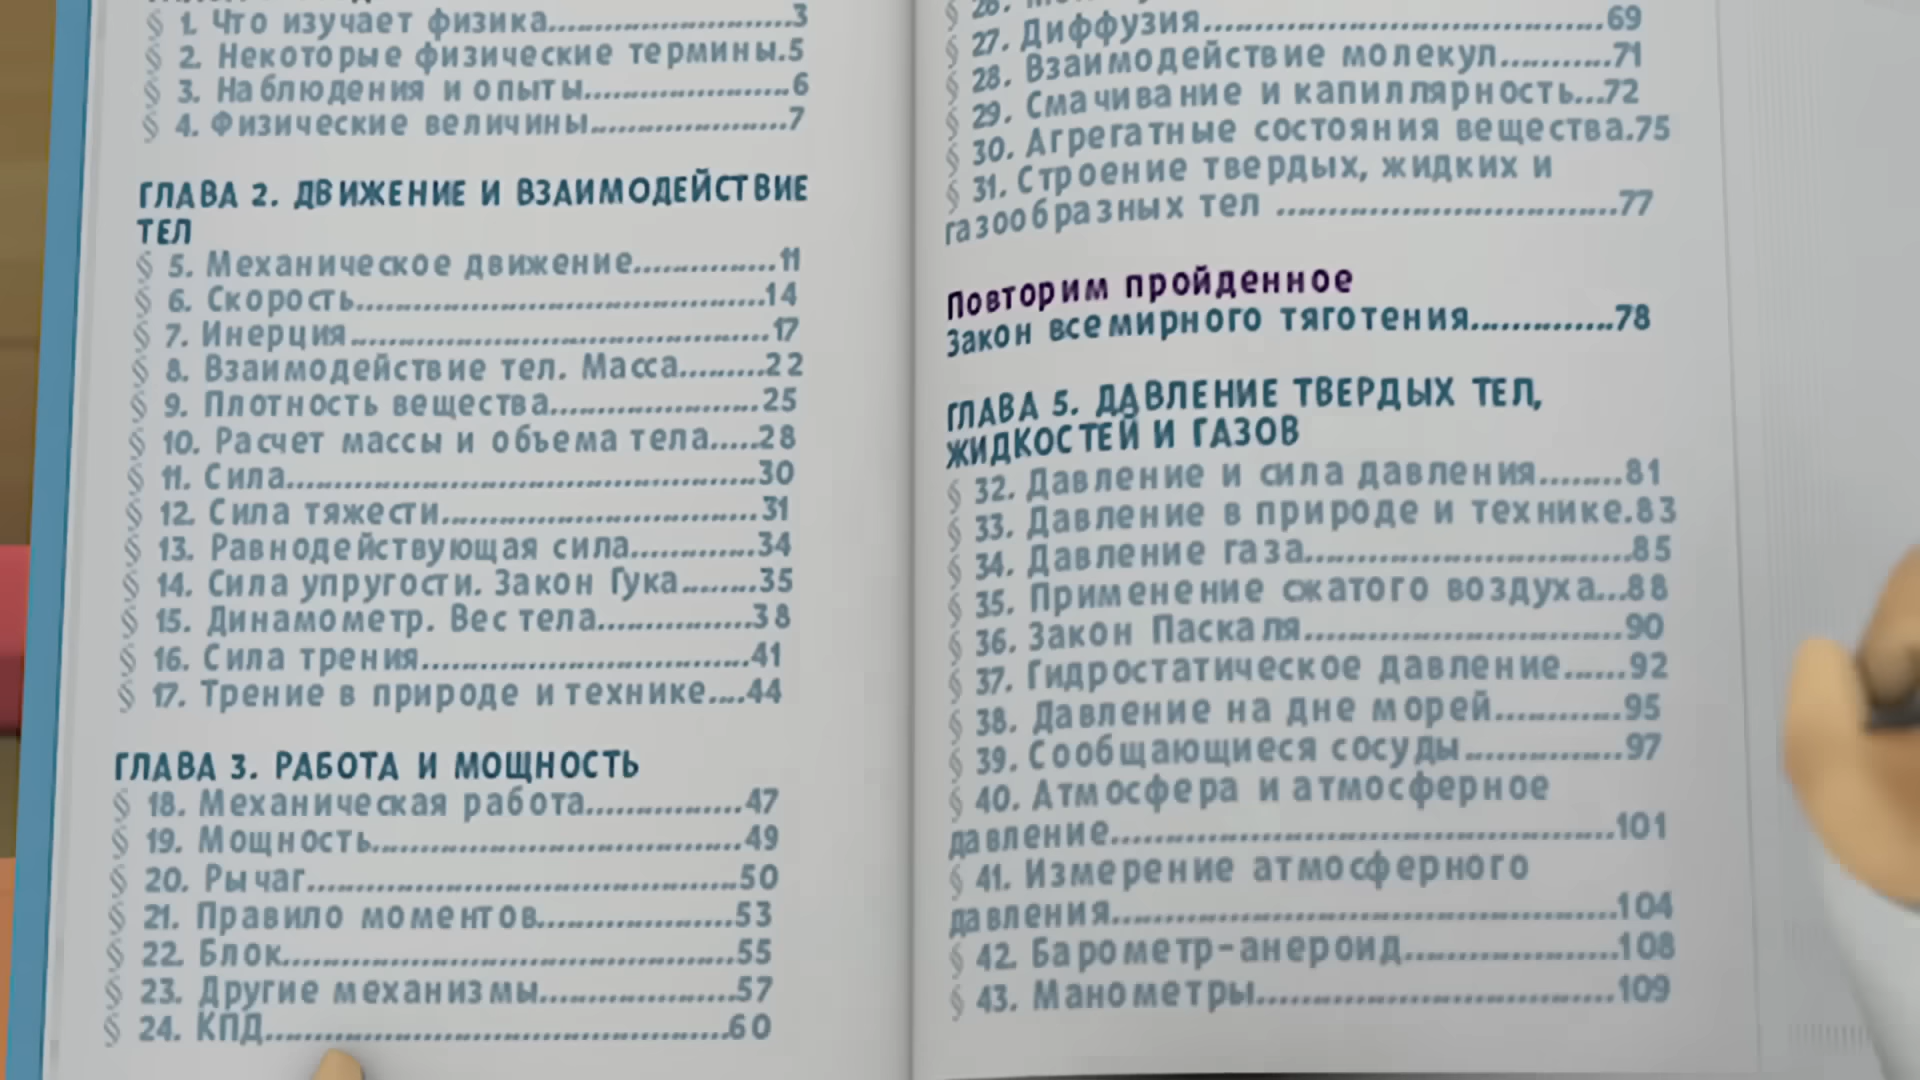 § 1. Что изучает физика....................3
§ 2. Некоторые физические термины.5
§ 3. Наблюдения и опыты....................6
§ 4. Физические величины....................7
ГЛАВА 2. ДВИЖЕНИЕ И ВЗАИМОДЕЙСТВИЕ
ТЕЛ
§ 5. Механическое движение..............11
§ 6. Скорость........................................14
§ 7. Инерция........................................17
§ 8. Взаимодействие тел. Масса........22
§ 9. Плотность вещества....................25
§ 10. Расчет массы и объема тела.....28
§ 11. Сила..............................................30
§ 12. Сила тяжести..............................31
§ 13. Равнодействующая сила............34
§ 14. Сила упругости. Закон Гука.......35
§ 15. Динамометр. Вес тела...............38
§ 16. Сила трения................................41
§ 17. Трение в природе и технике....44
ГЛАВА 3. РАБОТА И МОЩНОСТЬ
§ 18. Механическая работа...............47
§ 19. Мощность....................................49
§ 20. Рычаг..........................................50
§ 21. Правило моментов...................53
§ 22. Блок............................................55
§ 23. Другие механизмы...................57
§ 24. КПД.............................................60
§ 27. Диффузия.....................................69
§ 28. Взаимодействие молекул...........71
§ 29. Смачивание и капиллярность...72
§ 30. Агрегатные состояния вещества.75
§ 31. Строение твердых, жидких и
газообразных тел .................................77
Повторим пройденное
Закон всемирного тяготения..............78
ГЛАВА 5. ДАВЛЕНИЕ ТВЕРДЫХ ТЕЛ,
ЖИДКОСТЕЙ И ГАЗОВ
§ 32. Давление и сила давления........81
§ 33. Давление в природе и технике.83
§ 34. Давление газа...............................85
§ 35. Применение сжатого воздуха...88
§ 36. Закон Паскаля..............................90
§ 37. Гидростатическое давление......92
§ 38. Давление на дне морей............95
§ 39. Сообщающиеся сосуды...............97
§ 40. Атмосфера и атмосферное
давление................................................101
§ 41. Измерение атмосферного
давления................................................104
§ 42. Барометр-анероид....................108
§ 43. Манометры..................................109